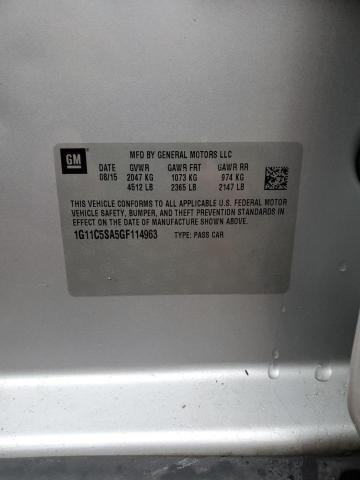 GM
MFD BY GENERAL MOTORS LLC
DATE GVWR GAWR FRT GAWR RR
08/15 2047 KG 1073 KG 974 KG
4512 LB 2365 LB 2147 LB
THIS VEHICLE CONFORMS TO ALL APPLICABLE U.S. FEDERAL MOTOR
VEHICLE SAFETY, BUMPER, AND THEFT PREVENTION STANDARDS IN
EFFECT ON THE DATE OF MANUFACTURE SHOWN ABOVE.
1G11C5SA5GF114963 TYPE: PASS CAR